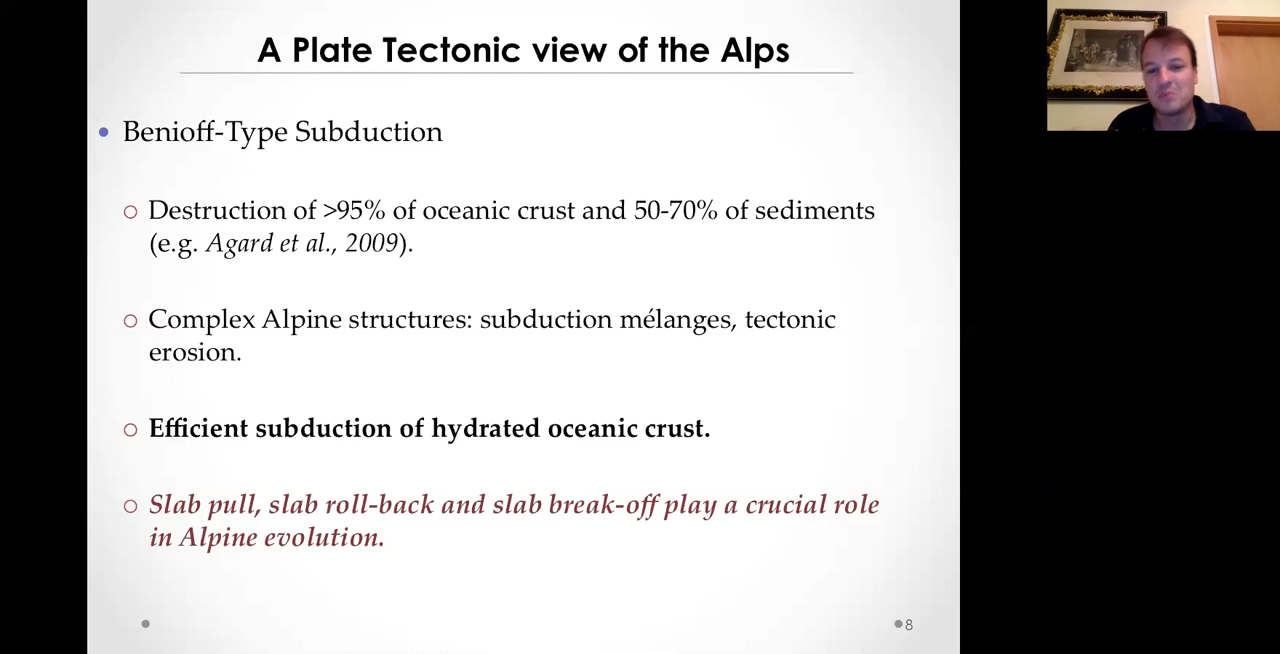 A Plate Tectonic view of the Alps
Benioff-Type Subduction
Destruction of >95% of oceanic crust and 50-70% of sediments
(e.g. Agard et al., 2009).
Complex Alpine structures: subduction mélanges, tectonic
erosion.
Efficient subduction of hydrated oceanic crust.
Slab pull, slab roll-back and slab break-off play a crucial role
in Alpine evolution.
8